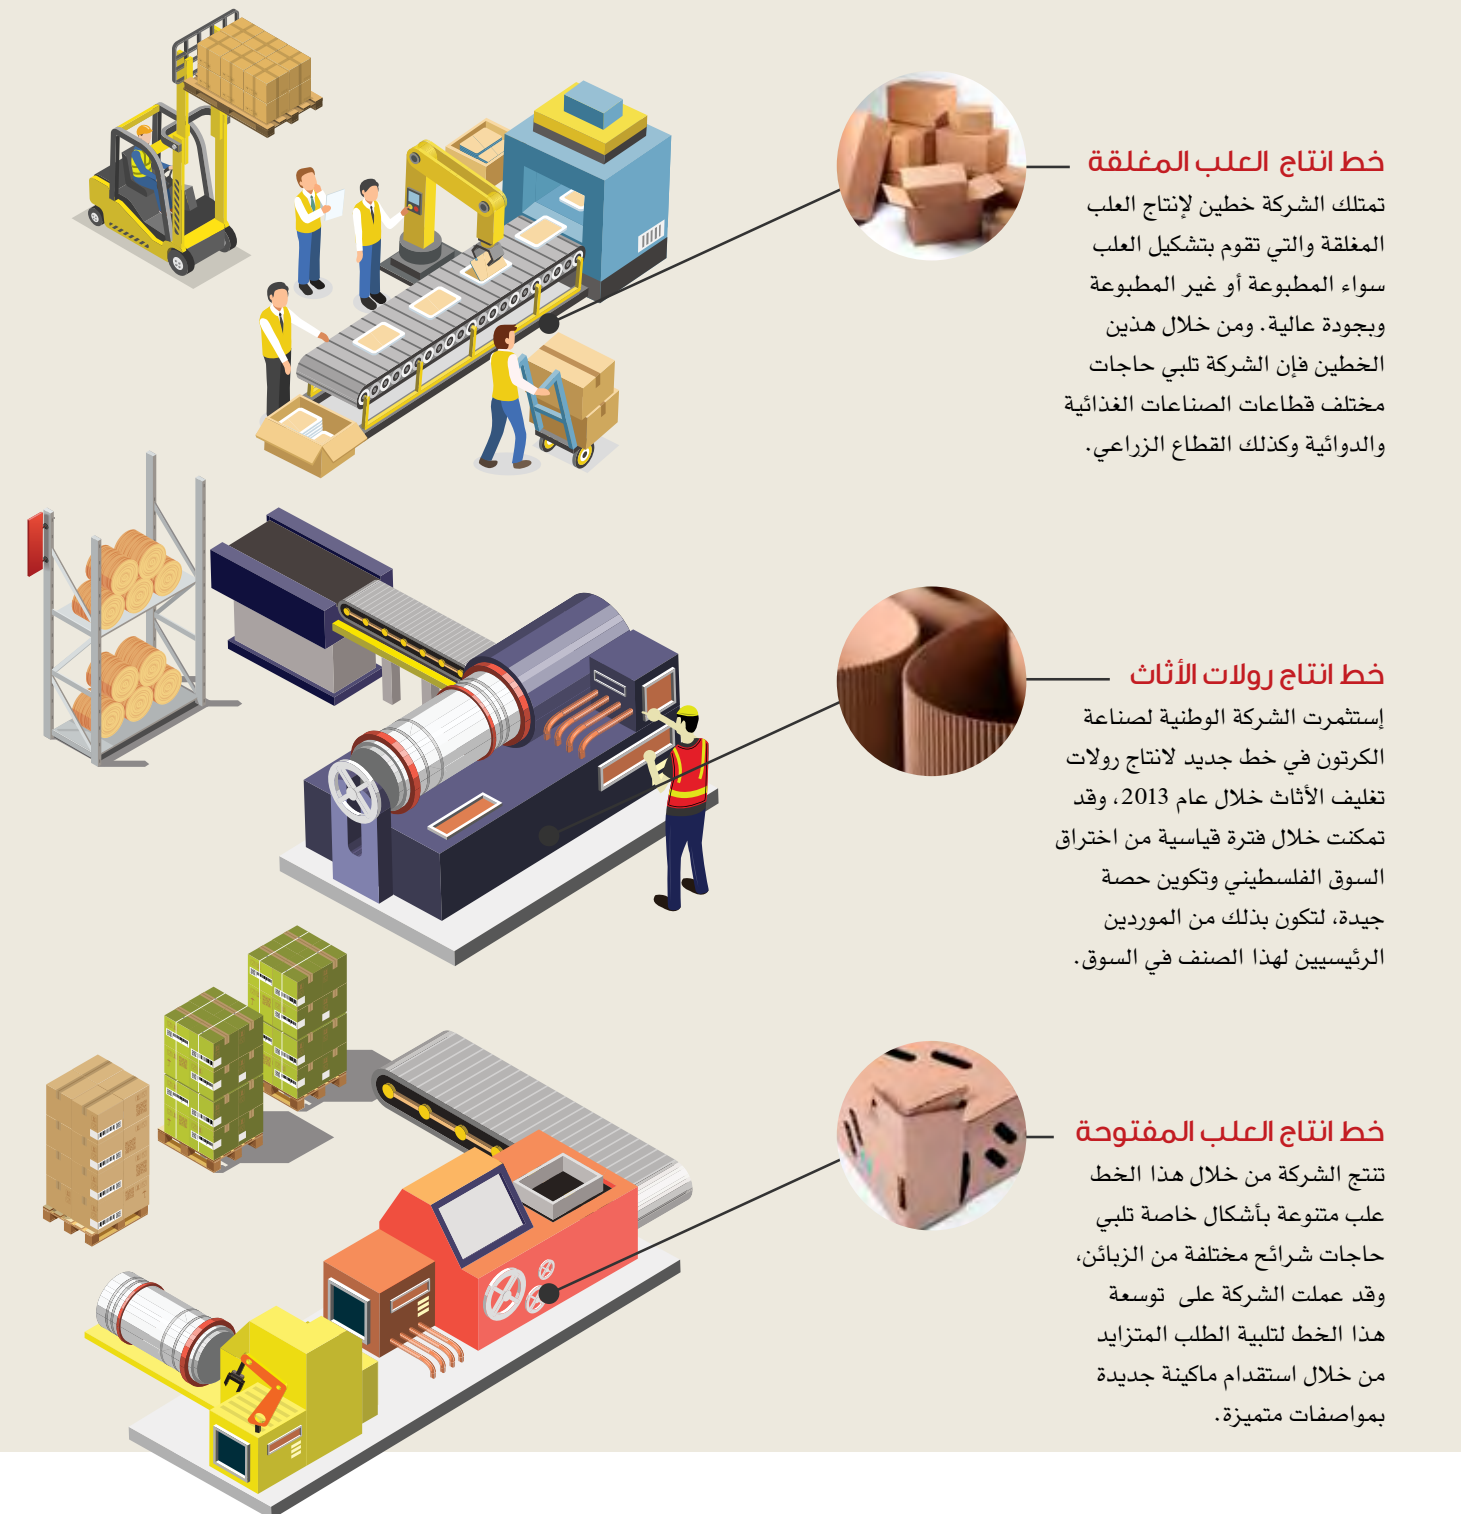 خط انتاج العلب المغلقة
تمتلك الشركة خطين لإنتاج العلب
المغلقة والتي تقوم بتشكيل العلب
سواء المطبوعة أو غير المطبوعة
وبجودة عالية. ومن خلال هذين
الخطين فإن الشركة تلبي حاجات
مختلف قطاعات الصناعات الغذائية
والدوائية وكذلك القطاع الزراعي.
خط انتاج رولات الأثاث
إستثمرت الشركة الوطنية لصناعة
الكرتون في خط جديد لانتاج رولات
تغليف الأثاث خلال عام 2013، وقد
تمكنت خلال فترة قياسية من اختراق
السوق الفلسطيني وتكوين حصة
جيدة، لتكون بذلك من الموردين
الرئيسيين لهذا الصنف في السوق.
خط انتاج العلب المفتوحة
تنتج الشركة من خلال هذا الخط
علب متنوعة بأشكال خاصة تلبي
حاجات شرائح مختلفة من الزبائن،
وقد عملت الشركة على توسعة
هذا الخط لتلبية الطلب المتزايد
من خلال استقدام ماكينة جديدة
بمواصفات متميزة.